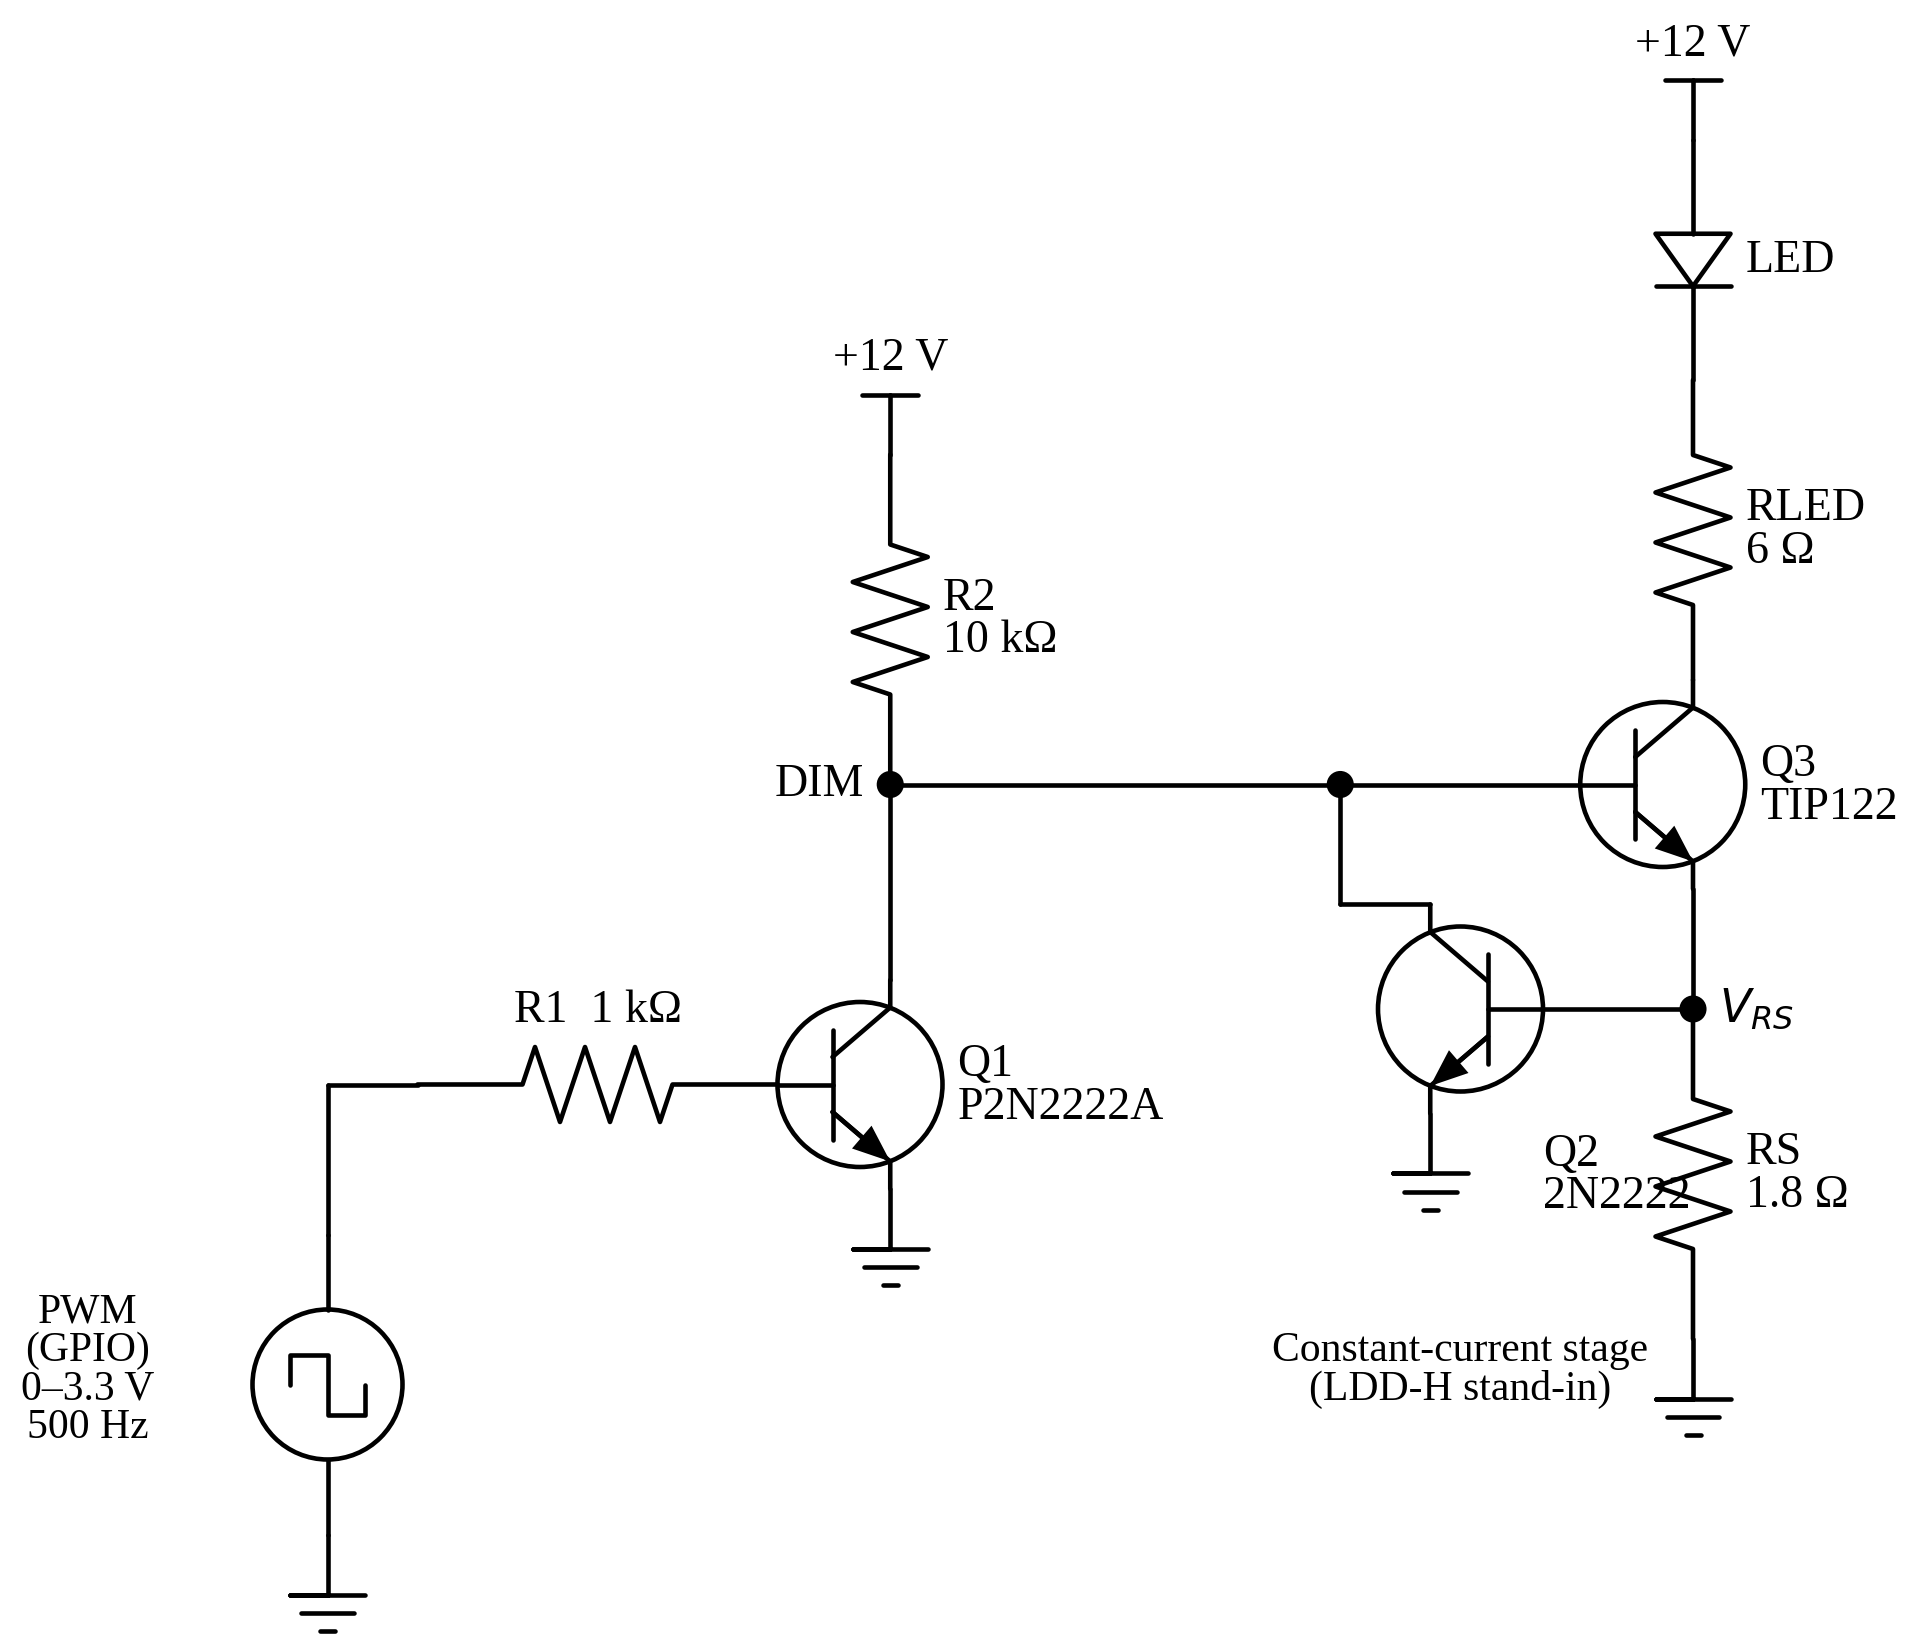 +12 V
LED
+12 V
RLED
6 Ω
R2
10 kΩ
DIM
Q3
TIP122
R1  1 kΩ
V_RS
Q1
P2N2222A
Q2
2N2222
RS
1.8 Ω
PWM
(GPIO)
0–3.3 V
500 Hz
Constant-current stage
(LDD-H stand-in)